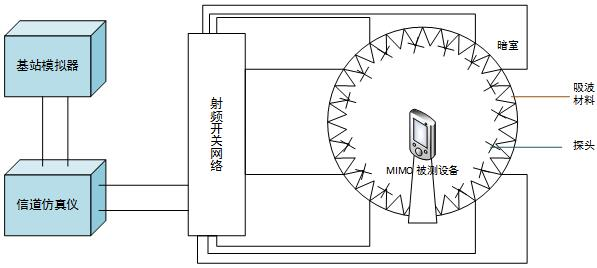 基站模拟器
信道仿真仪
射频开关网络
暗室
吸波
材料
探头
MIMO 被测设备